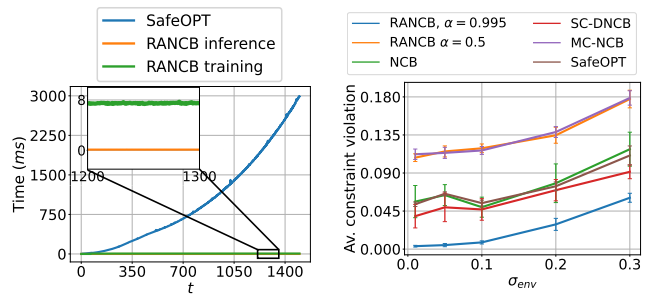 SafeOPT
RANCB inference
RANCB training
3000
2250
1500
750
0
8
0
1200
1300
Time (ms)
0
350
700
1050
1400
t
RANCB, α = 0.995
RANCB α = 0.5
NCB
SC-DNCB
MC-NCB
SafeOPT
0.180
0.135
0.090
0.045
0.000
Av. constraint violation
0.0
0.1
0.2
0.3
σenv